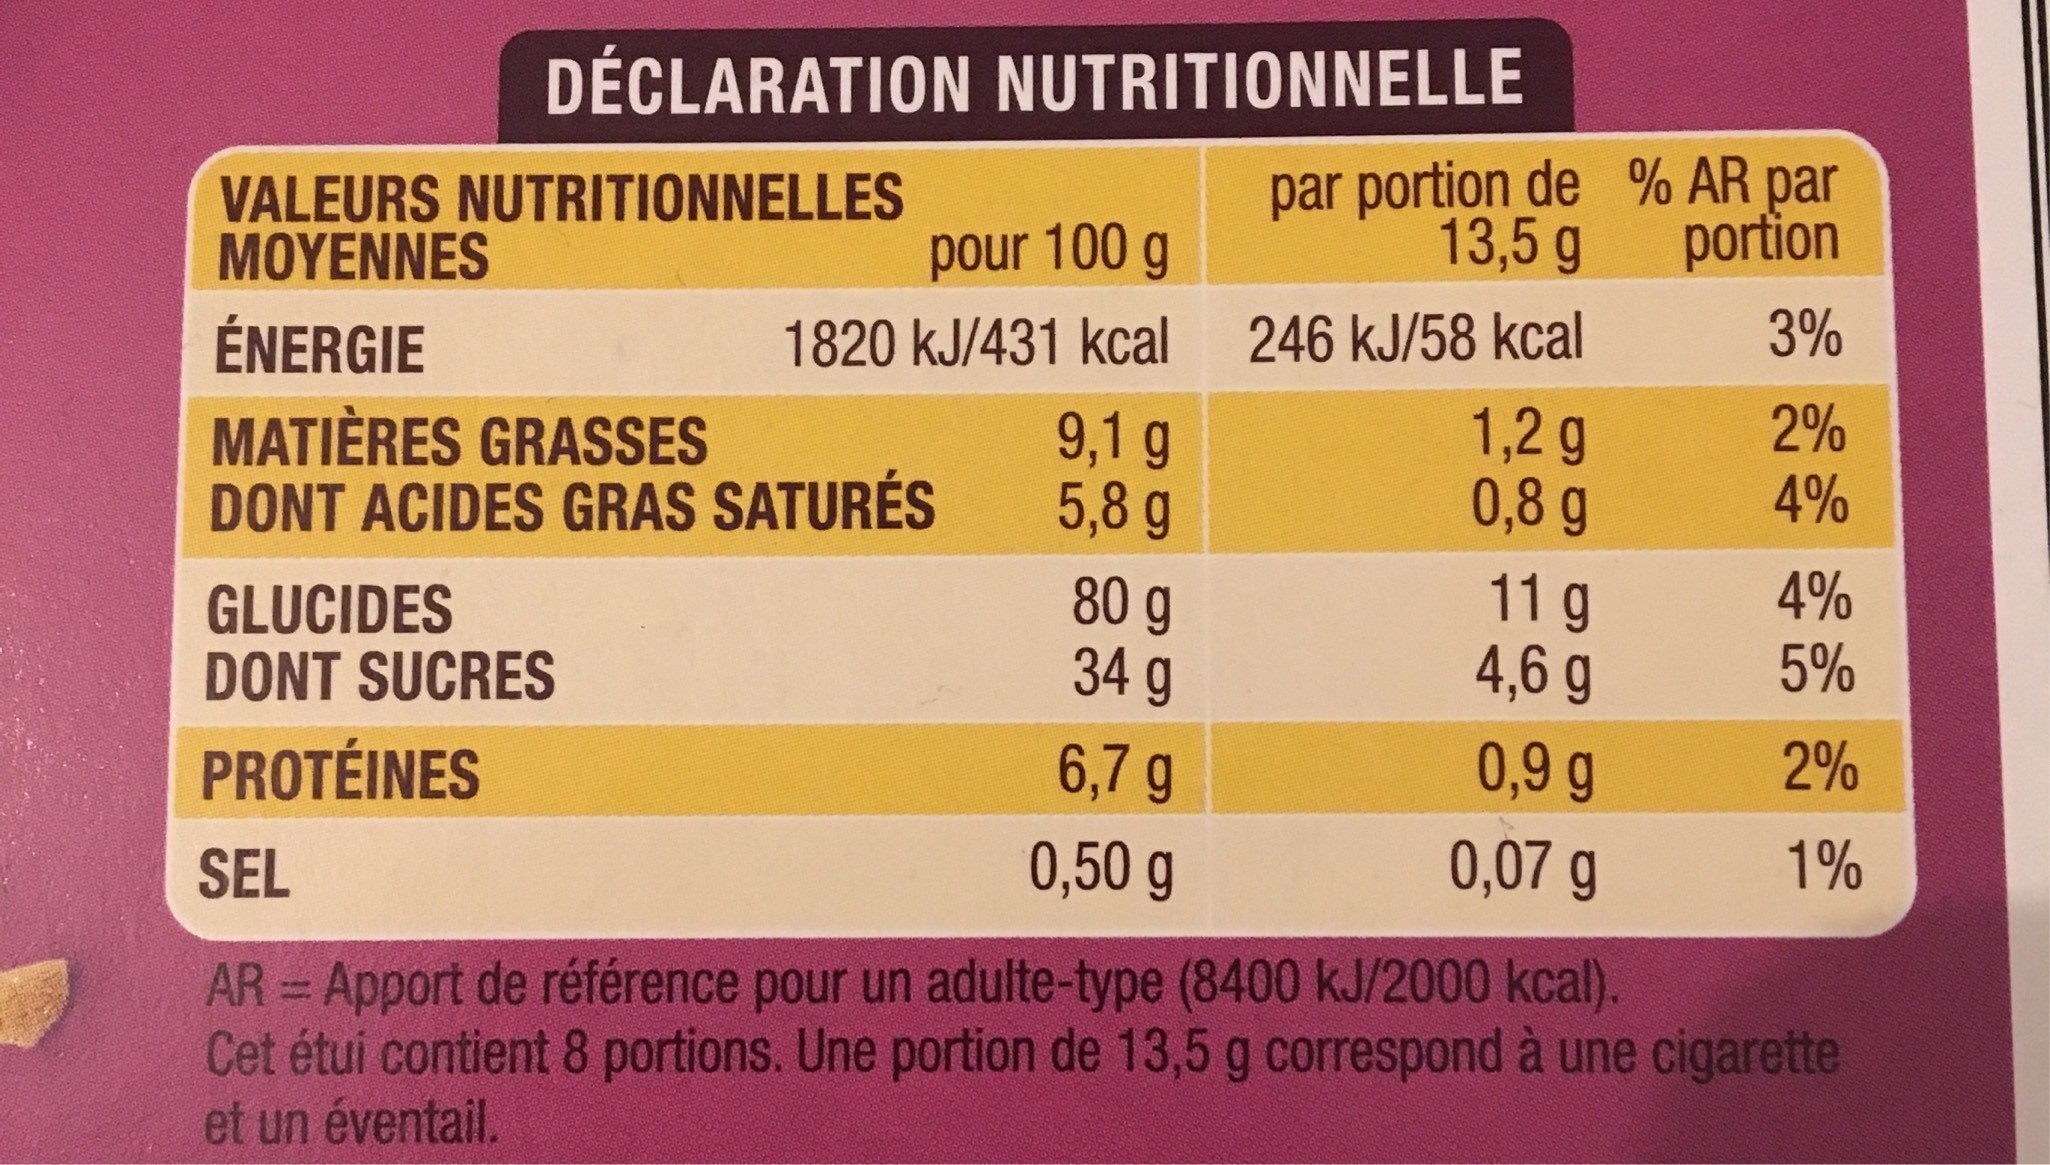 DÉCLARATION NUTRITIONNELLE
VALEURS NUTRITIONNELLES MOYENNES pour 100 g par portion de 13,5 g % AR par portion
ÉNERGIE 1820 kJ/431 kcal 246 kJ/58 kcal 3%
MATIÈRES GRASSES 9,1 g 1,2 g 2%
DONT ACIDES GRAS SATURÉS 5,8 g 0,8 g 4%
GLUCIDES 80 g 11 g 4%
DONT SUCRES 34 g 4,6 g 5%
PROTÉINES 6,7 g 0,9 g 2%
SEL 0,50 g 0,07 g 1%
AR = Apport de référence pour un adulte-type (8400 kJ/2000 kcal).
Cet étui contient 8 portions. Une portion de 13,5 g correspond à une cigarette
et un éventail.